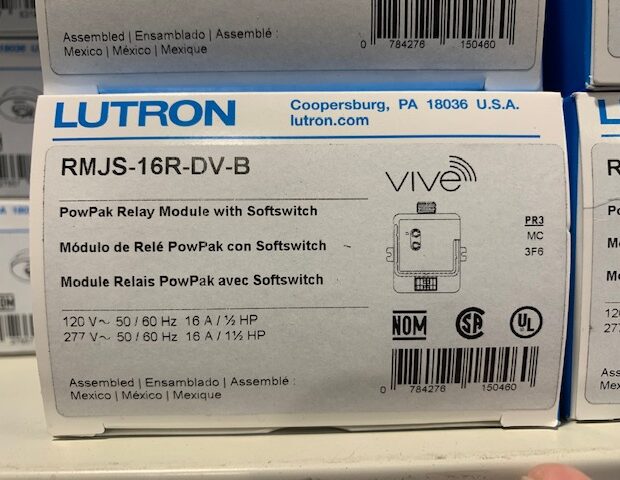 Assembled | Ensamblado | Assemblé :
Mexico | México | Mexique
0 784276 150460
18036
LUTRON
Coopersburg, PA 18036 U.S.A.
lutron.com
RMJS-16R-DV-B
vive
PowPak Relay Module with Softswitch
Módulo de Relé PowPak con Softswitch
Module Relais PowPak avec Softswitch
PR3
MC
3F6
120 V~ 50 / 60 Hz 16 A / ½ HP
277 V~ 50 / 60 Hz 16 A / 1½ HP
NOM
SA
UL
0 784276 150460
Assembled | Ensamblado | Assemblé :
Mexico | México | Mexique